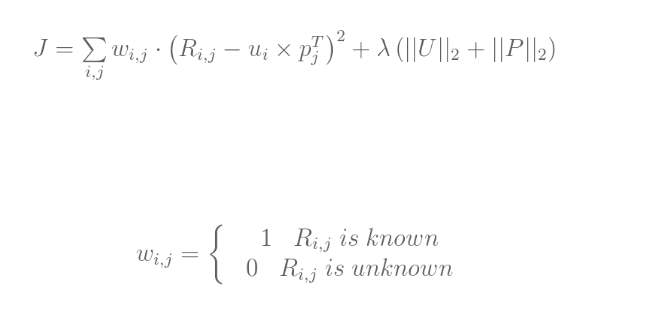 J = ∑_{i,j} w_{i,j} · (R_{i,j} − u_i × p_j^T)^2 + λ (||U||_2 + ||P||_2)
w_{i,j} = {
1 R_{i,j} is known
0 R_{i,j} is unknown